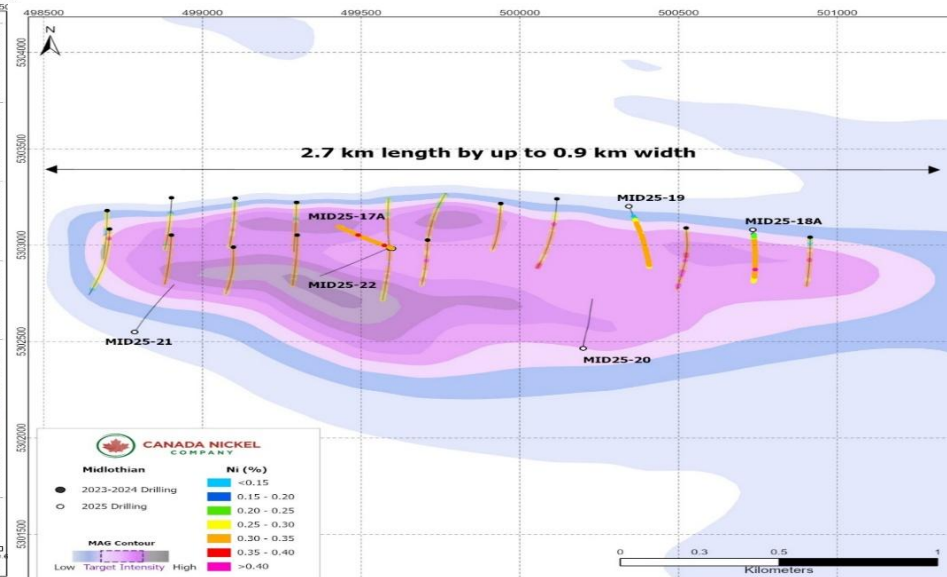 498500 499000 499500 500000 500500 501000
5304000
N
5303500
2.7 km length by up to 0.9 km width
MID25-19
MID25-17A
MID25-18A
5303000
MID25-22
MID25-21
MID25-20
5302500
5302000
5301500
CANADA NICKEL
COMPANY
Midlothian
2023-2024 Drilling
2025 Drilling
MAG Contour
Low Target Intensity High
Ni (%)
<0.15
0.15 - 0.20
0.20 - 0.25
0.25 - 0.30
0.30 - 0.35
0.35 - 0.40
>0.40
0 0.3 0.5 1
Kilometers